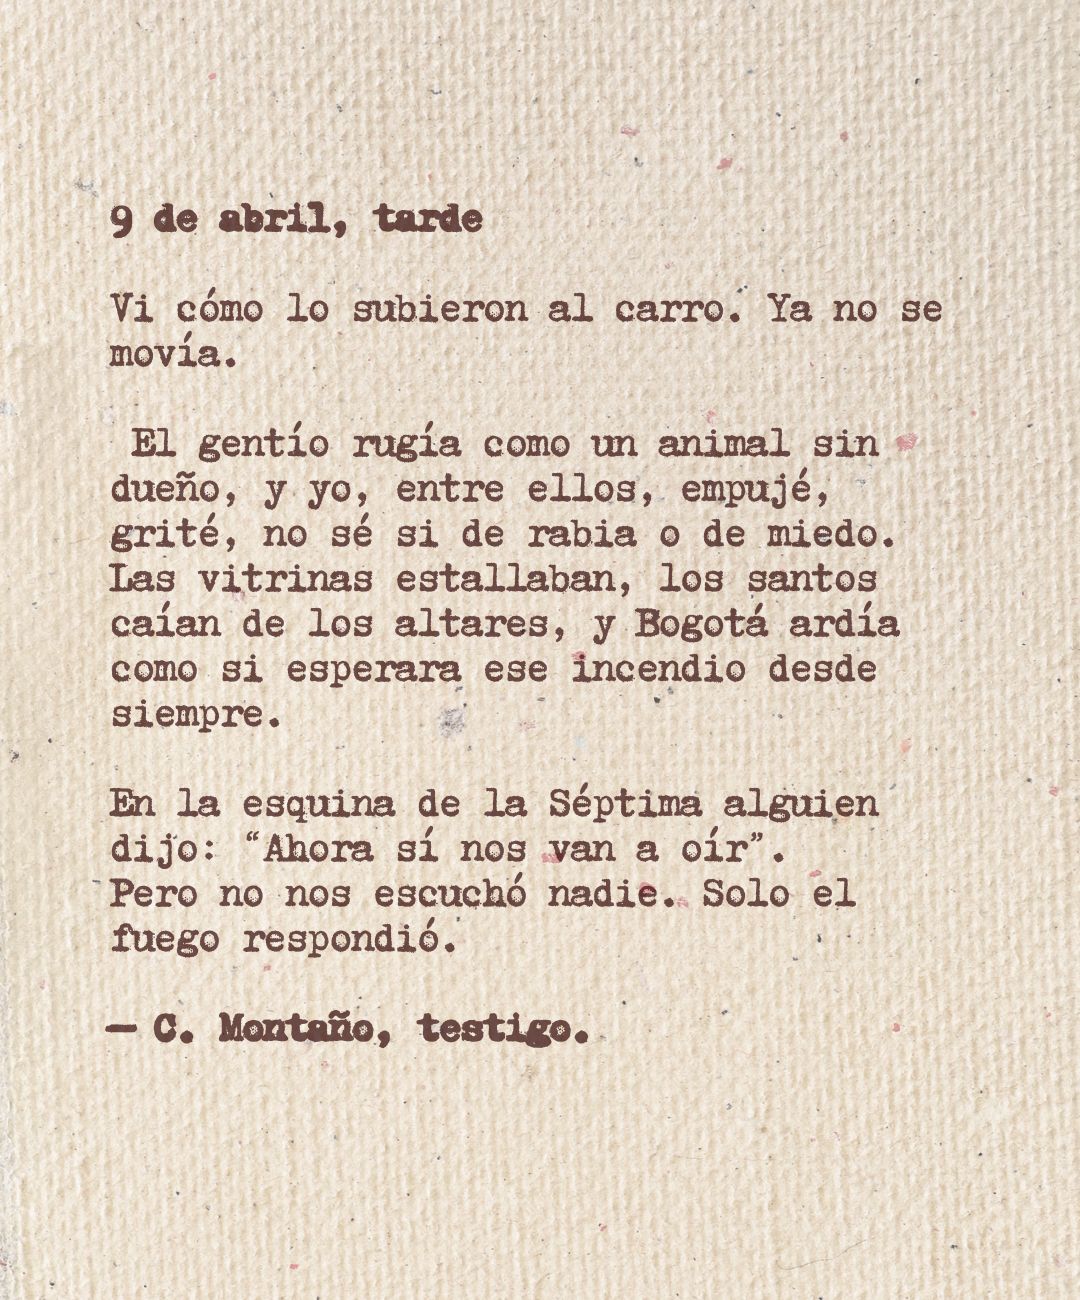 9 de abril, tarde
Vi cómo lo subieron al carro. Ya no se
movía.
El gentío rugía como un animal sin
dueño, y yo, entre ellos, empujé,
grité, no sé si de rabia o de miedo.
Las vitrinas estallaban, los santos
caían de los altares, y Bogotá ardía
como si esperara ese incendio desde
siempre.
En la esquina de la Séptima alguien
dijo: “Ahora sí nos van a oír”.
Pero no nos escuchó nadie. Solo el
fuego respondió.
— C. Montaño, testigo.